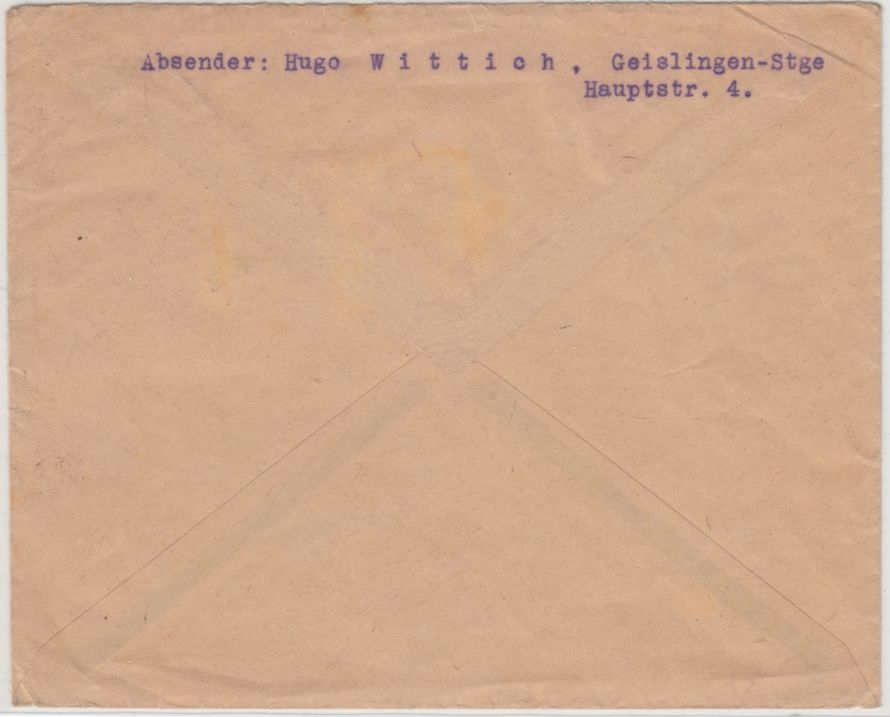 Absender: Hugo W i t t i c h , Geislingen-Stge
Hauptstr. 4.